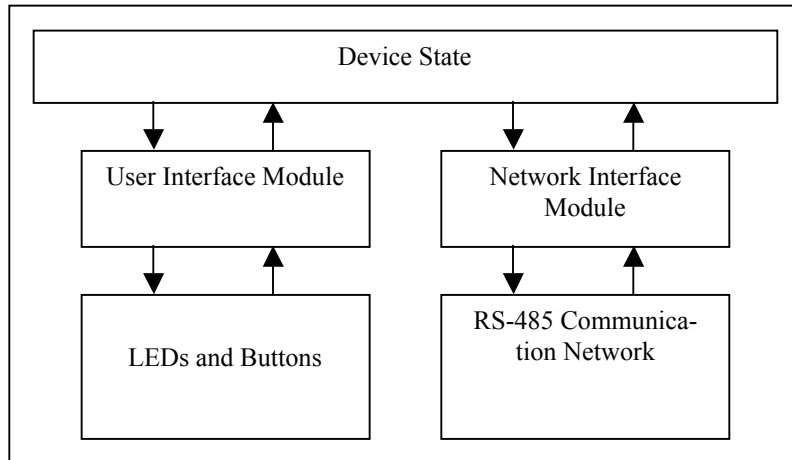 Device State
User Interface Module
Network Interface
Module
LEDs and Buttons
RS-485 Communica-
tion Network